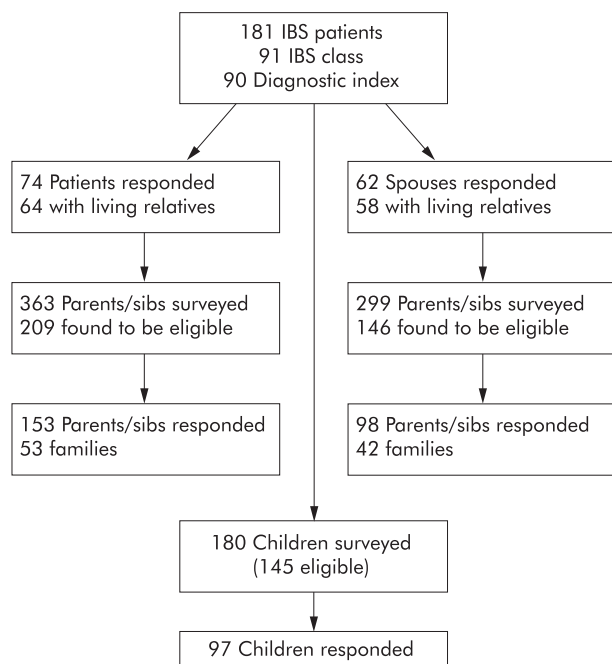 181 IBS patients
91 IBS class
90 Diagnostic index
74 Patients responded
64 with living relatives
62 Spouses responded
58 with living relatives
363 Parents/sibs surveyed
209 found to be eligible
299 Parents/sibs surveyed
146 found to be eligible
153 Parents/sibs responded
53 families
98 Parents/sibs responded
42 families
180 Children surveyed
(145 eligible)
97 Children responded